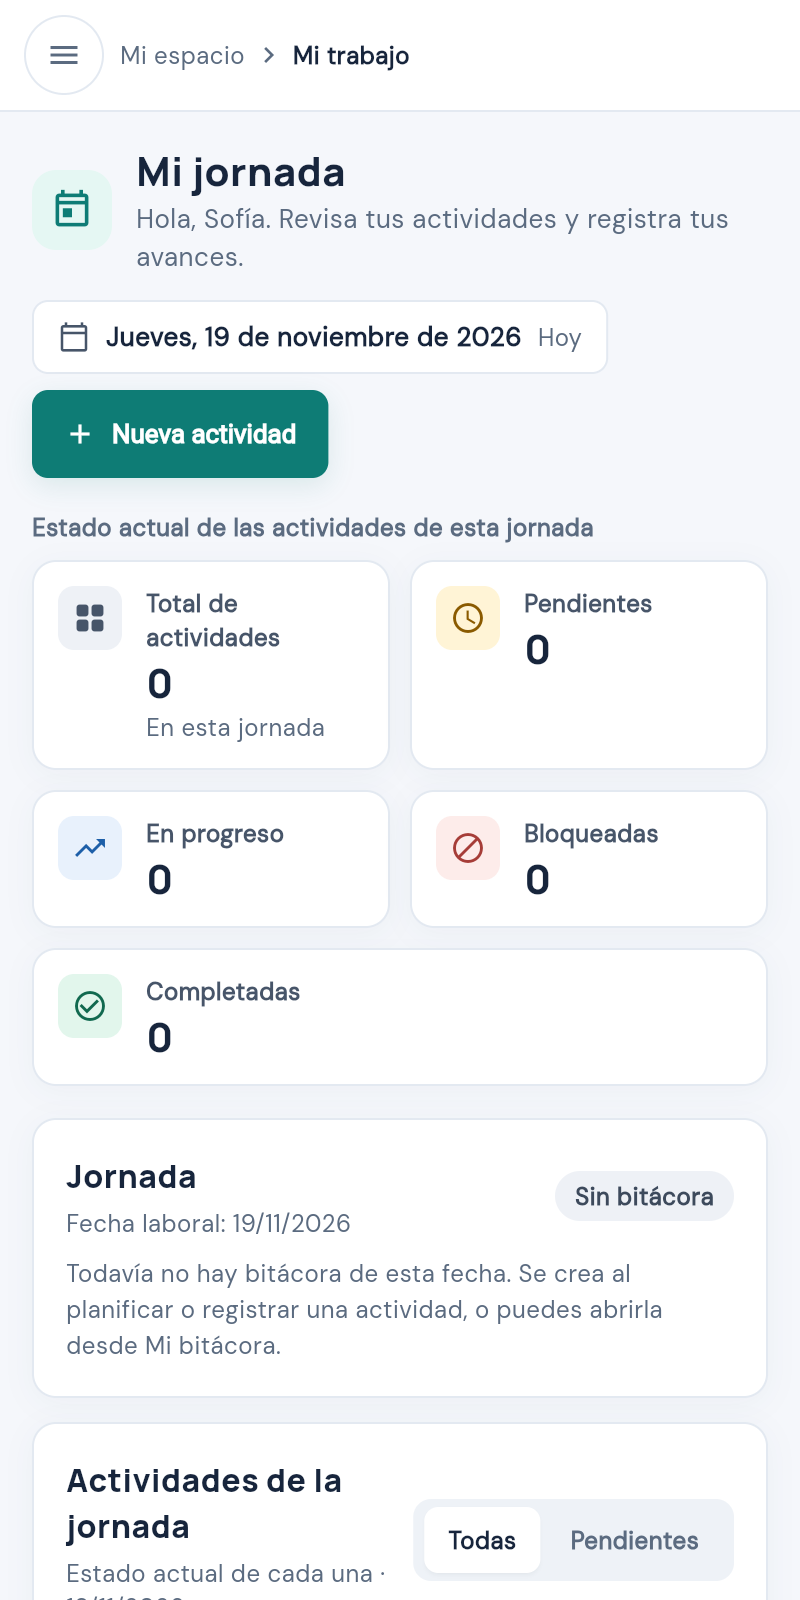 Mi espacio > Mi trabajo
Mi jornada
Hola, Sofía. Revisa tus actividades y registra tus
avances.
Jueves, 19 de noviembre de 2026 Hoy
+ Nueva actividad
Estado actual de las actividades de esta jornada
Total de
actividades
0
En esta jornada
Pendientes
0
En progreso
0
Bloqueadas
0
Completadas
0
Jornada
Sin bitácora
Fecha laboral: 19/11/2026
Todavía no hay bitácora de esta fecha. Se crea al
planificar o registrar una actividad, o puedes abrirla
desde Mi bitácora.
Actividades de la
jornada
Todas Pendientes
Estado actual de cada una ·